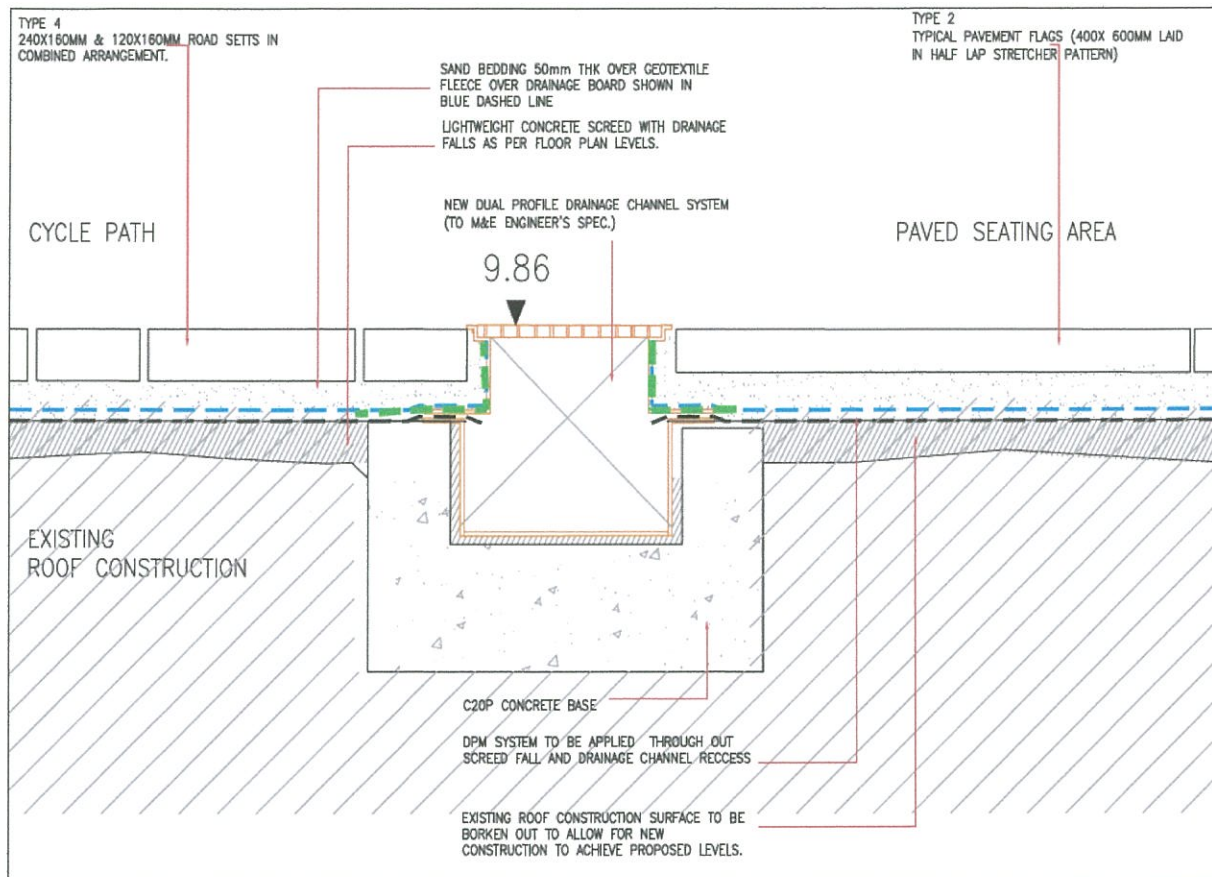 TYPE 4
240X160MM & 120X160MM ROAD SETTS IN
COMBINED ARRANGEMENT.
TYPE 2
TYPICAL PAVEMENT FLAGS (400X 600MM LAID
IN HALF LAP STRETCHER PATTERN)
SAND BEDDING 50mm THK OVER GEOTEXTILE
FLEECE OVER DRAINAGE BOARD SHOWN IN
BLUE DASHED LINE
LIGHTWEIGHT CONCRETE SCREED WITH DRAINAGE
FALLS AS PER FLOOR PLAN LEVELS.
NEW DUAL PROFILE DRAINAGE CHANNEL SYSTEM
(TO M&E ENGINEER'S SPEC.)
CYCLE PATH
PAVED SEATING AREA
9.86
EXISTING
ROOF CONSTRUCTION
C20P CONCRETE BASE
DPM SYSTEM TO BE APPLIED THROUGH OUT
SCREED FALL AND DRAINAGE CHANNEL RECCESS
EXISTING ROOF CONSTRUCTION SURFACE TO BE
BORKEN OUT TO ALLOW FOR NEW
CONSTRUCTION TO ACHIEVE PROPOSED LEVELS.